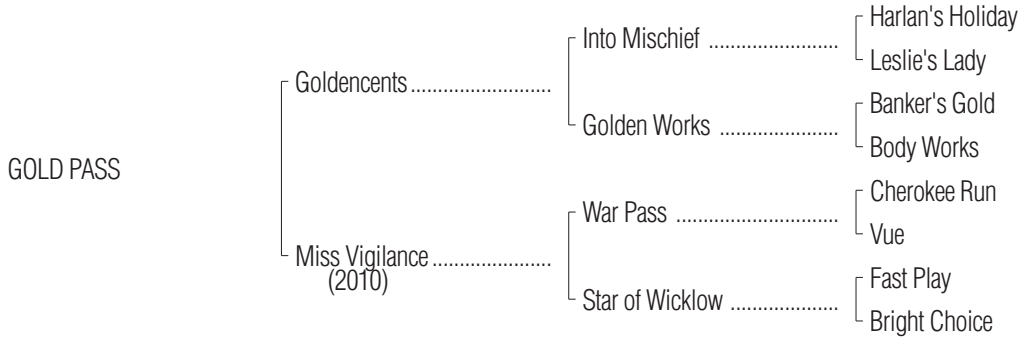 Harlan's Holiday
Into Mischief ..............................
Leslie's Lady
Goldencents................................
Banker's Gold
Golden Works ...........................
Body Works
GOLD PASS
Cherokee Run
War Pass .....................................
Vue
Miss Vigilance...........................
(2010)
Fast Play
Star of Wicklow ........................
Bright Choice